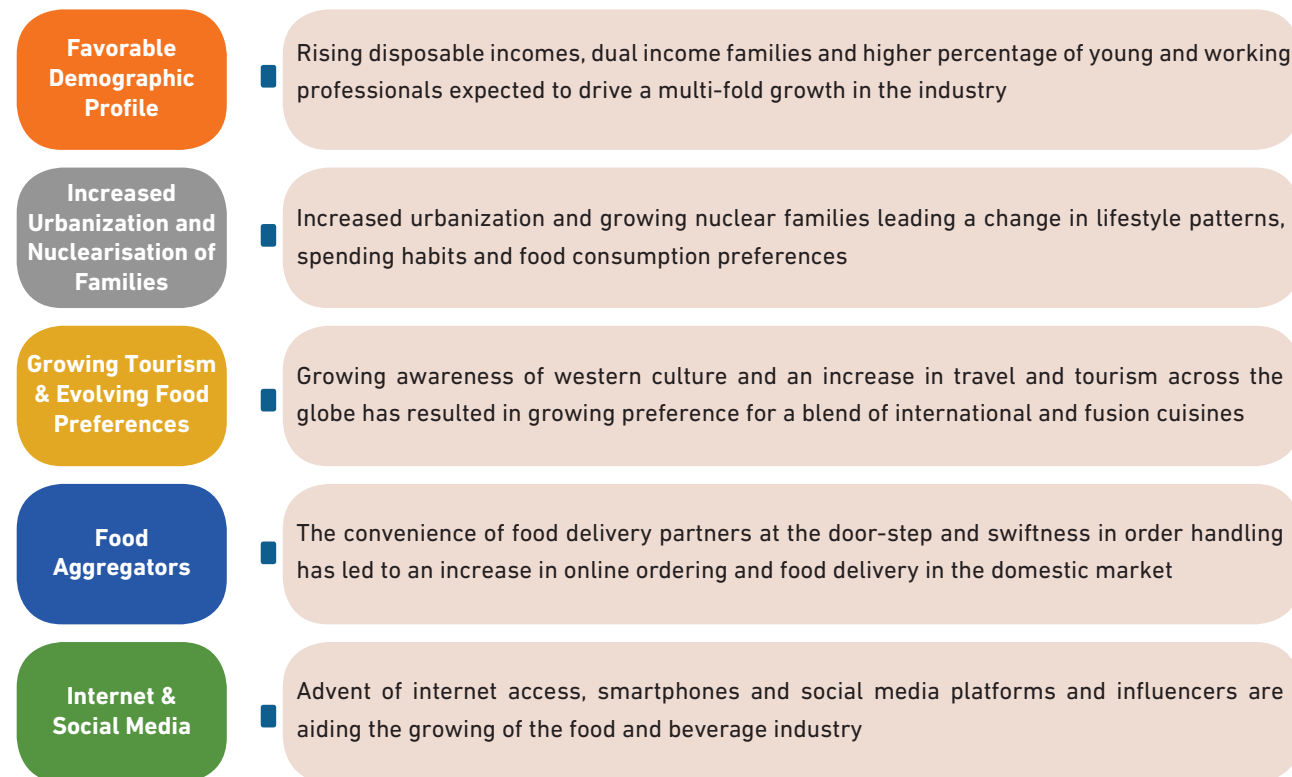 Favorable
Demographic
Profile
Rising disposable incomes, dual income families and higher percentage of young and working
professionals expected to drive a multi-fold growth in the industry
Increased
Urbanization and
Nuclearisation of
Families
Increased urbanization and growing nuclear families leading a change in lifestyle patterns,
spending habits and food consumption preferences
Growing Tourism
& Evolving Food
Preferences
Growing awareness of western culture and an increase in travel and tourism across the
globe has resulted in growing preference for a blend of international and fusion cuisines
Food
Aggregators
The convenience of food delivery partners at the door-step and swiftness in order handling
has led to an increase in online ordering and food delivery in the domestic market
Internet &
Social Media
Advent of internet access, smartphones and social media platforms and influencers are
aiding the growing of the food and beverage industry